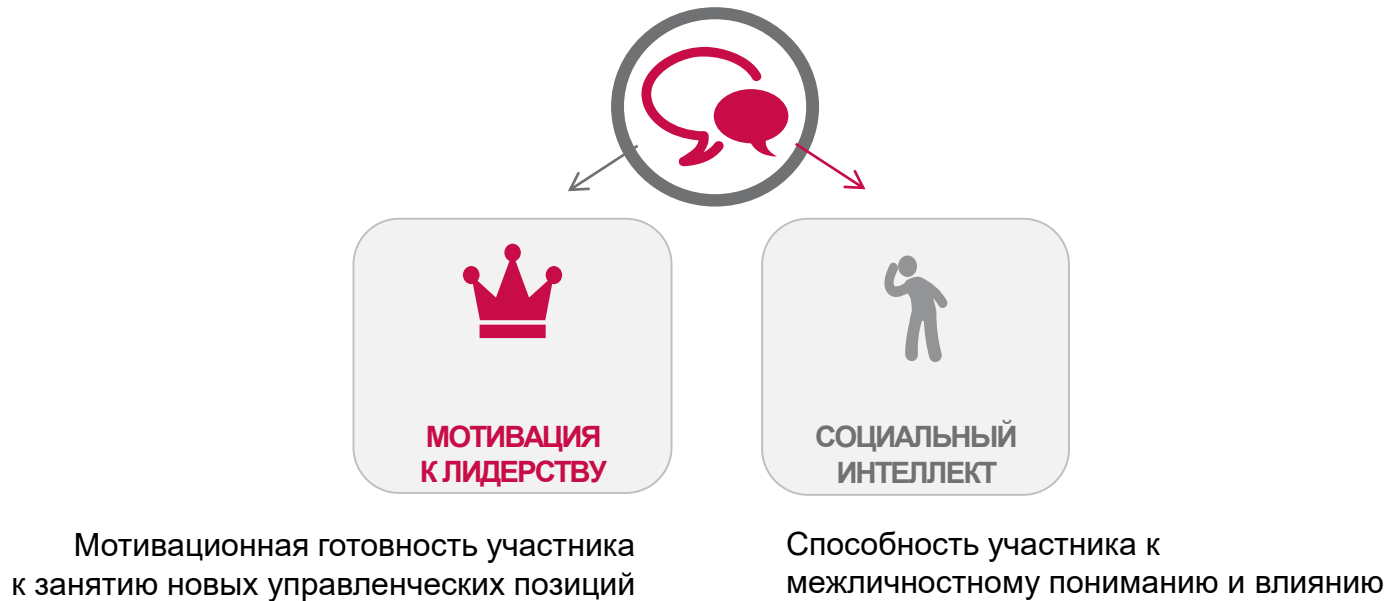 МОТИВАЦИЯ
К ЛИДЕРСТВУ
СОЦИАЛЬНЫЙ
ИНТЕЛЛЕКТ
Мотивационная готовность участника
к занятию новых управленческих позиций
Способность участника к
межличностному пониманию и влиянию